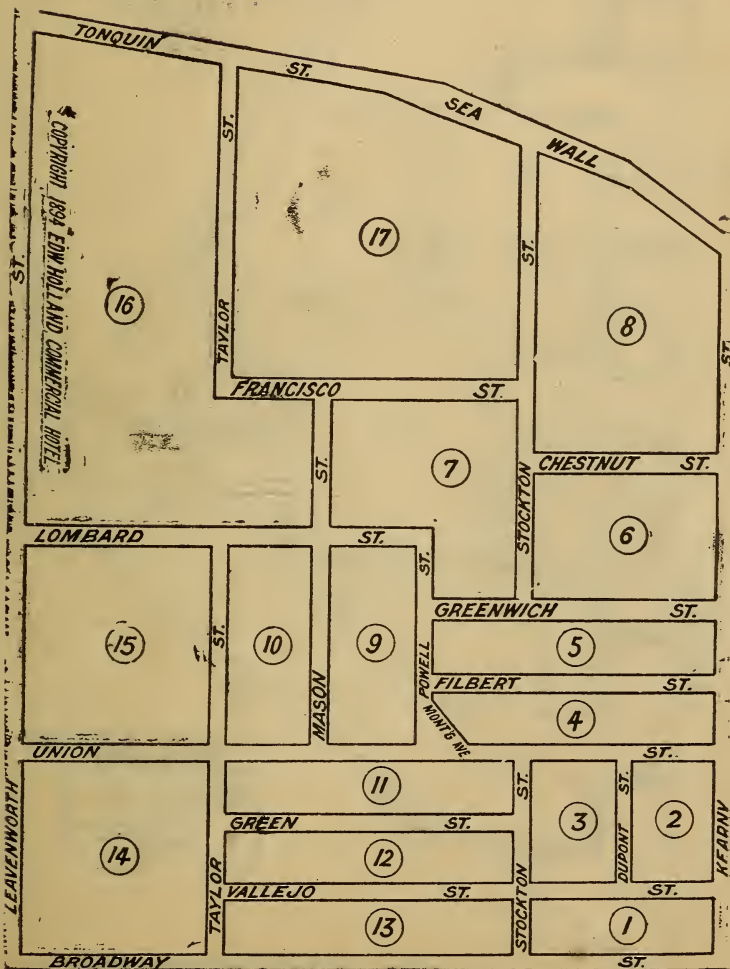 TONQUIN ST.
SEA WALL
COPYRIGHT 1894 EDW HOLLAND, COMMERCIAL HOTEL.
ST.
16
ST.
TAYLOR
17
ST.
8
ST.
FRANCISCO ST.
ST.
7
STOCKTON
CHESTNUT ST.
6
LOMBARD ST.
ST.
GREENWICH ST.
15
ST.
10
MASON
9
POWELL
5
FILBERT ST.
MONT'G AVE
4
UNION ST.
LEAVENWORTH
14
TAYLOR
11
ST.
3
DUPONT ST.
2
KEARNY
GREEN ST.
12
VALLEJO ST.
ST.
13
STOCKTON
1
BROADWAY ST.